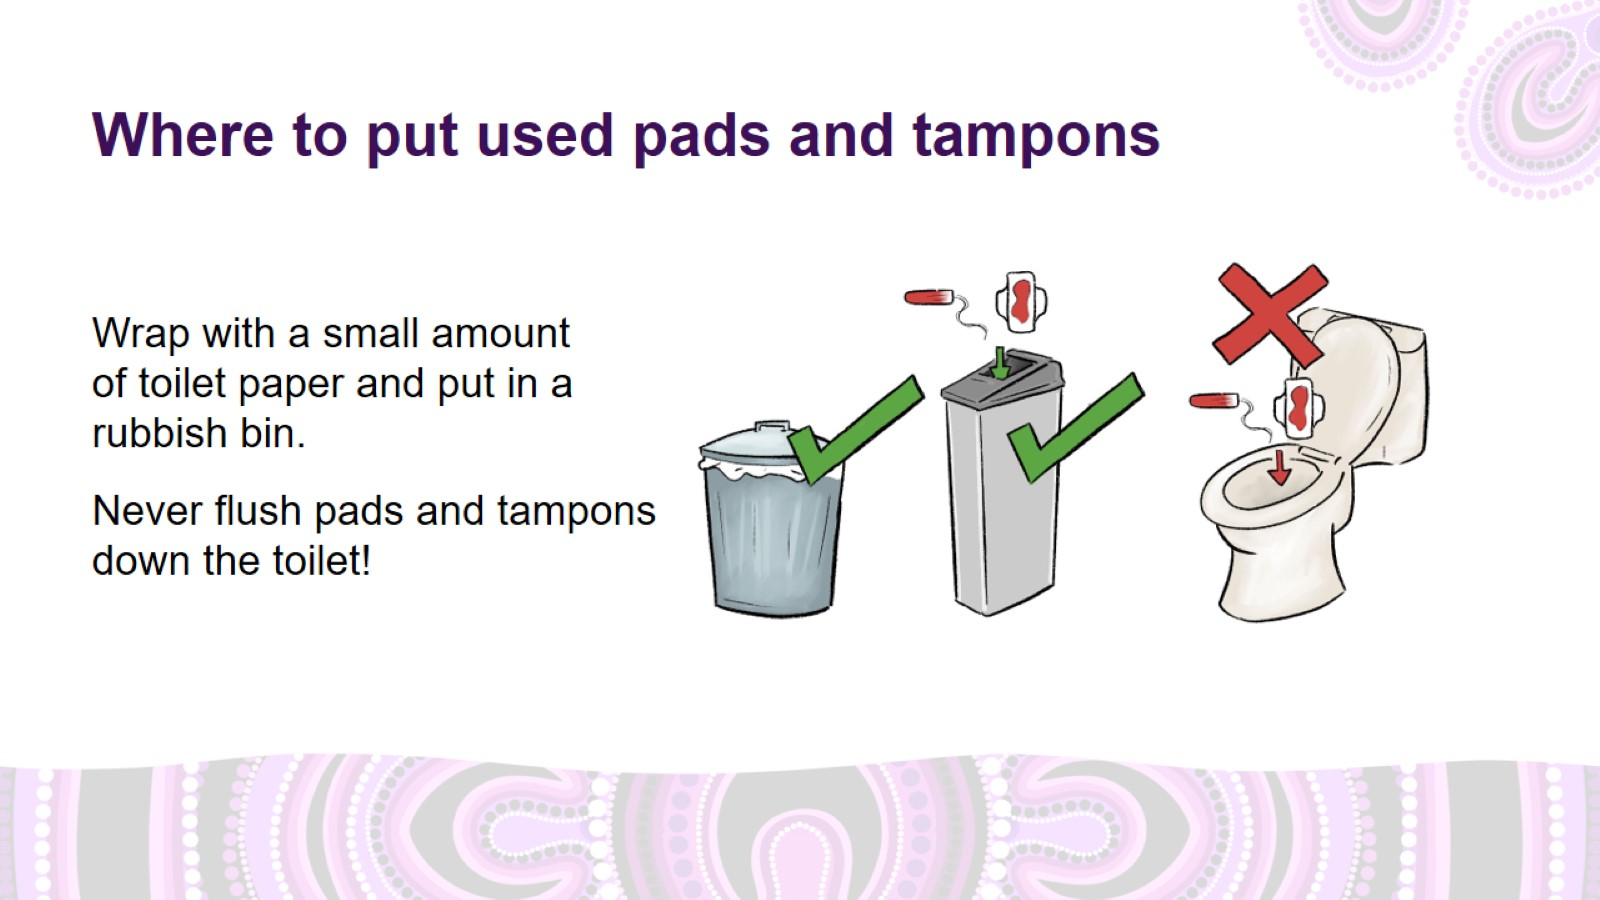 Where to put used pads and tampons
Wrap with a small amount
of toilet paper and put in a
rubbish bin.
Never flush pads and tampons
down the toilet!